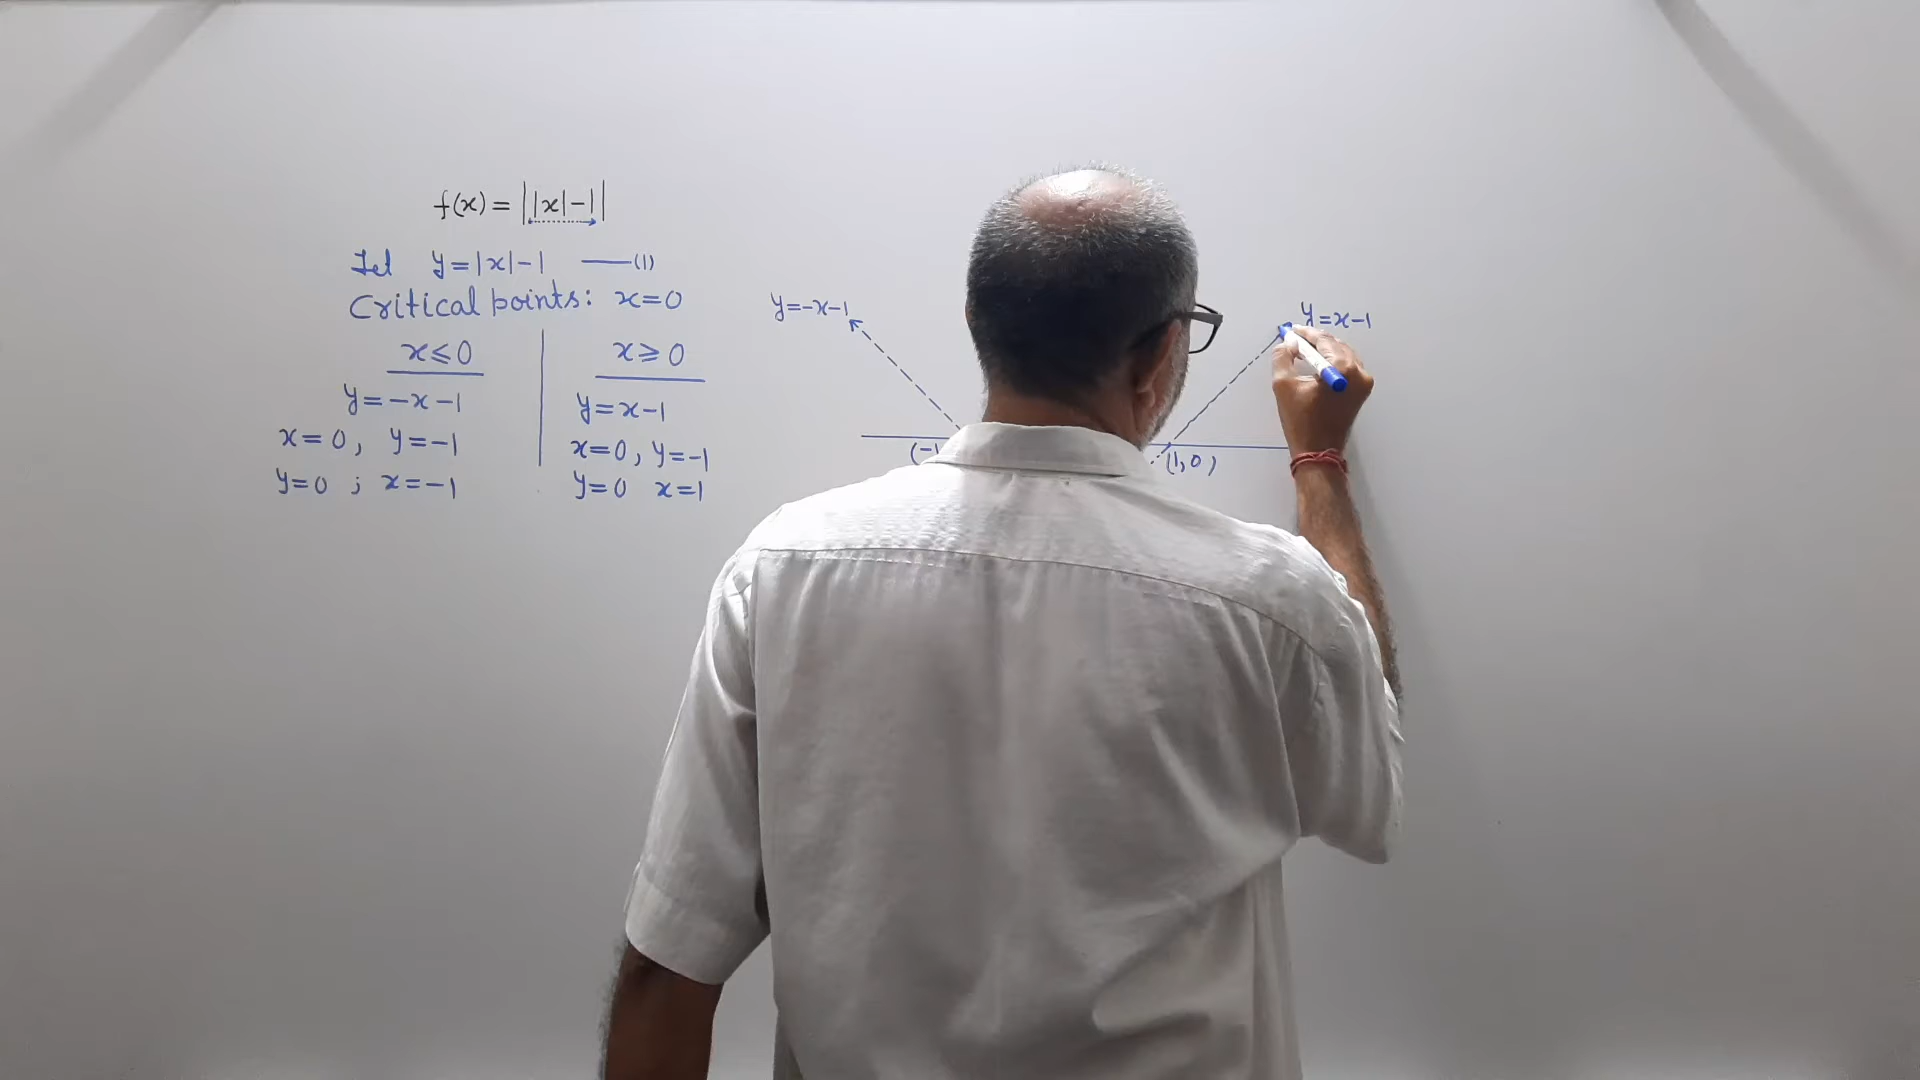 f(x) = ||x|-1|
Let y=|x|-1 ——(1)
Critical points: x=0
x⩽0
y=-x-1
x=0, y=-1
y=0 ; x=-1
x⩾0
y=x-1
x=0, y=-1
y=0 x=1
y=-x-1
y=x-1
(-1
(1,0)